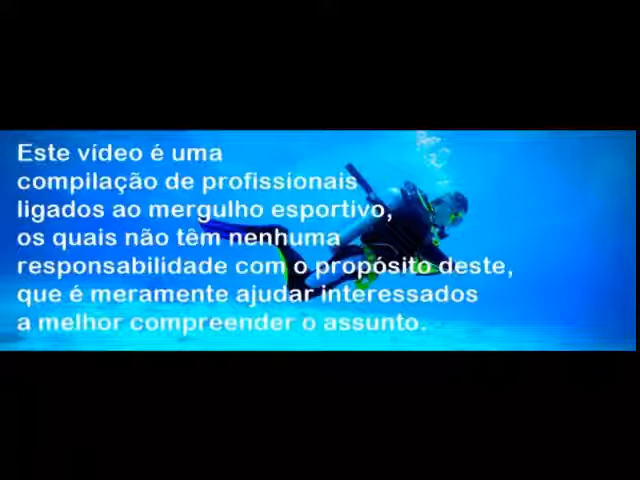 Este vídeo é uma
compilação de profissionais
ligados ao mergulho esportivo,
os quais não têm nenhuma
responsabilidade com o propósito deste,
que é meramente ajudar interessados
a melhor compreender o assunto.